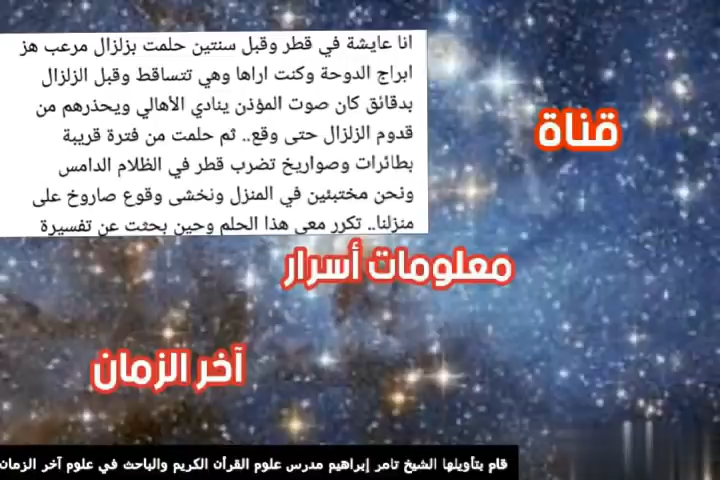 انا عايشة في قطر وقبل سنتين حلمت بزلزال مرعب هز
ابراج الدوحة وكنت اراها وهي تتساقط وقبل الزلزال
بدقائق كان صوت المؤذن ينادي الأهالي ويحذرهم من
قدوم الزلزال حتى وقع.. ثم حلمت من فترة قريبة
بطائرات وصواريخ تضرب قطر في الظلام الدامس
ونحن مختبئين في المنزل ونخشى وقوع صاروخ على
منزلنا.. تكرر معي هذا الحلم وحين بحثت عن تفسيرة
قناة
معلومات أسرار
آخر الزمان
قام بتأويلها الشيخ تامر إبراهيم مدرس علوم القرآن الكريم والباحث في علوم آخر الزمان